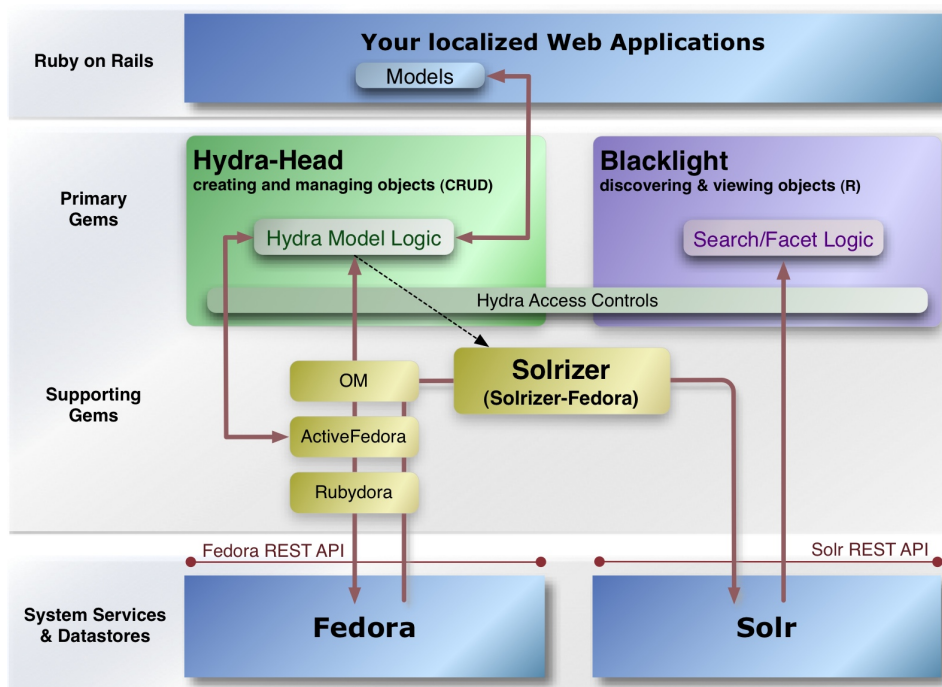 Your localized Web Applications
Ruby on Rails
Models
Hydra-Head
creating and managing objects (CRUD)
Blacklight
discovering & viewing objects (R)
Primary
Gems
Hydra Model Logic
Search/Facet Logic
Hydra Access Controls
Solrizer
(Solrizer-Fedora)
OM
Supporting
Gems
ActiveFedora
Rubydora
Fedora REST API
Solr REST API
System Services
& Datastores
Fedora
Solr